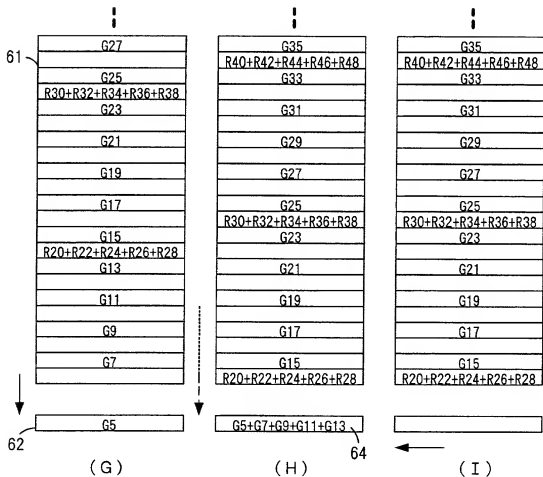 G27
G25
R30+R32+R34+R36+R38
G23
G21
G19
G17
G15
R20+R22+R24+R26+R28
G13
G11
G9
G7
G5
61
62
(G)
G35
R40+R42+R44+R46+R48
G33
G31
G29
G27
G25
R30+R32+R34+R36+R38
G23
G21
G19
G17
G15
R20+R22+R24+R26+R28
G5+G7+G9+G11+G13
64
(H)
G35
R40+R42+R44+R46+R48
G33
G31
G29
G27
G25
R30+R32+R34+R36+R38
G23
G21
G19
G17
G15
R20+R22+R24+R26+R28
(I)